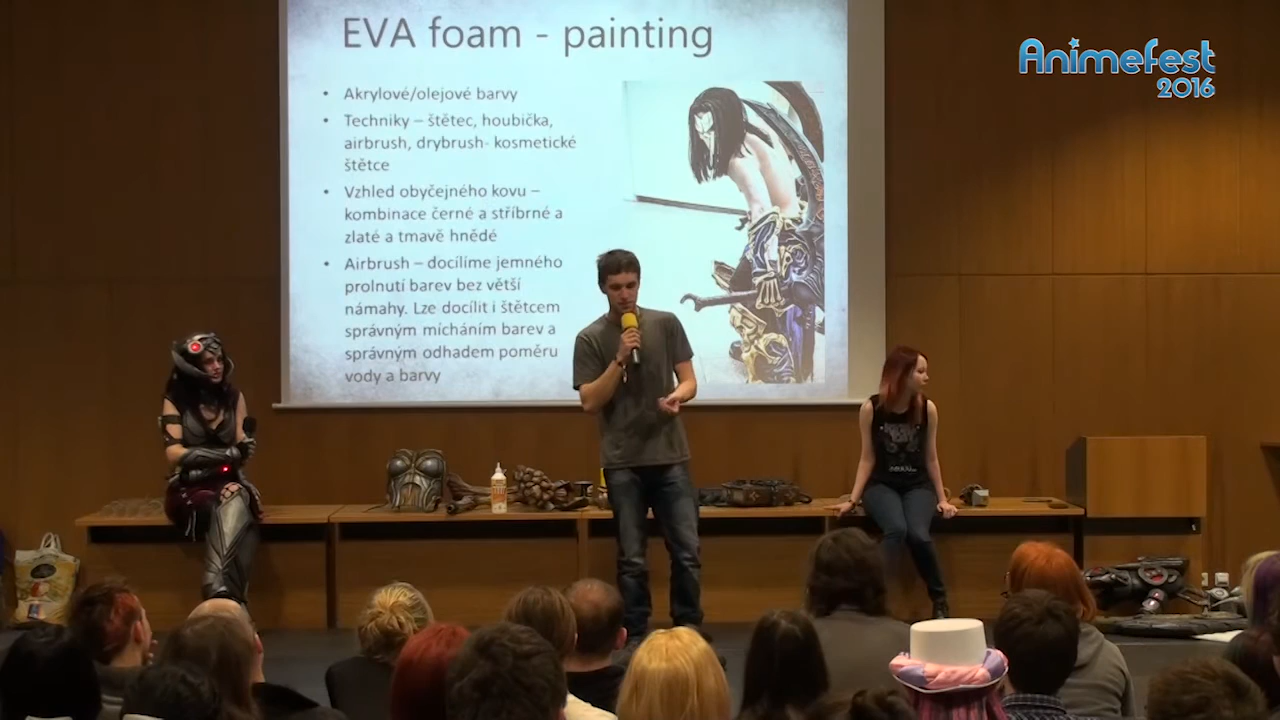 EVA foam - painting
Animefest
2016
• Akrylové/olejové barvy
• Techniky – štětec, houbička,
airbrush, drybrush- kosmetické
štětce
• Vzhled obyčejného kovu –
kombinace černé a stříbrné a
zlaté a tmavě hnědé
• Airbrush – docílíme jemného
prolnutí barev bez větší
námahy. Lze docílit i štětcem
správným mícháním barev a
správným odhadem poměru
vody a barvy